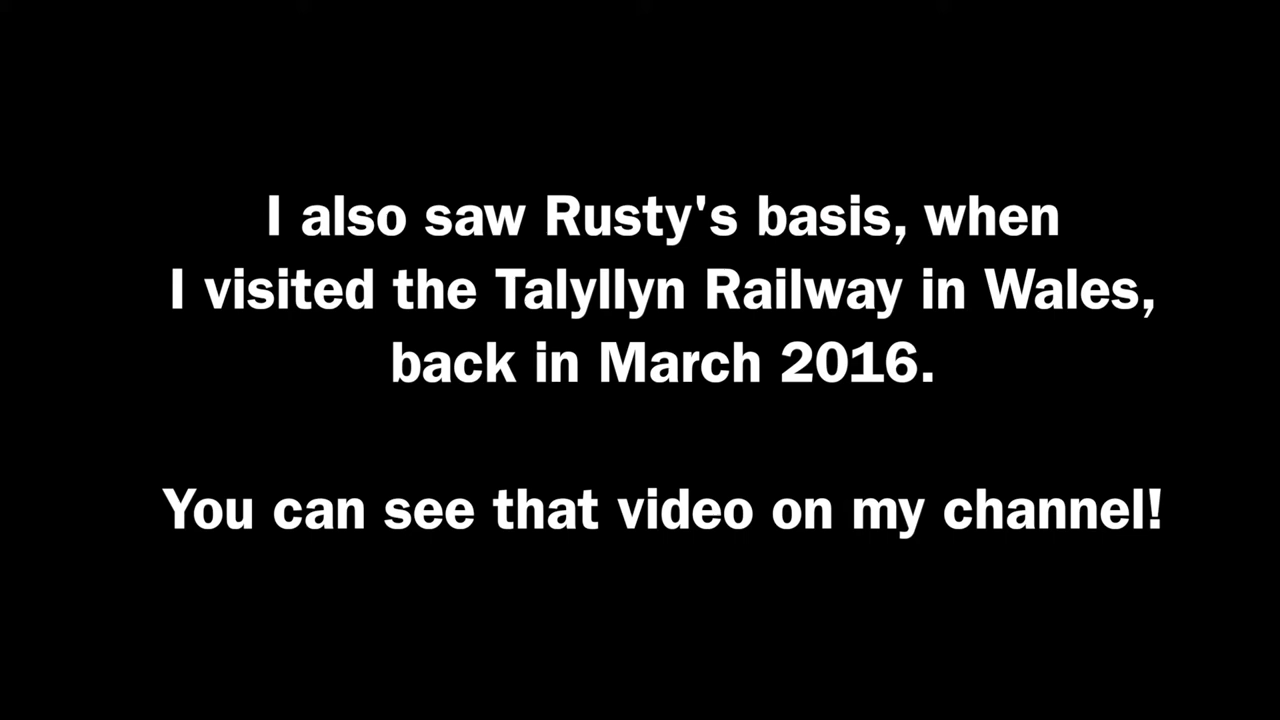 I also saw Rusty's basis, when
I visited the Talyllyn Railway in Wales,
back in March 2016.
You can see that video on my channel!